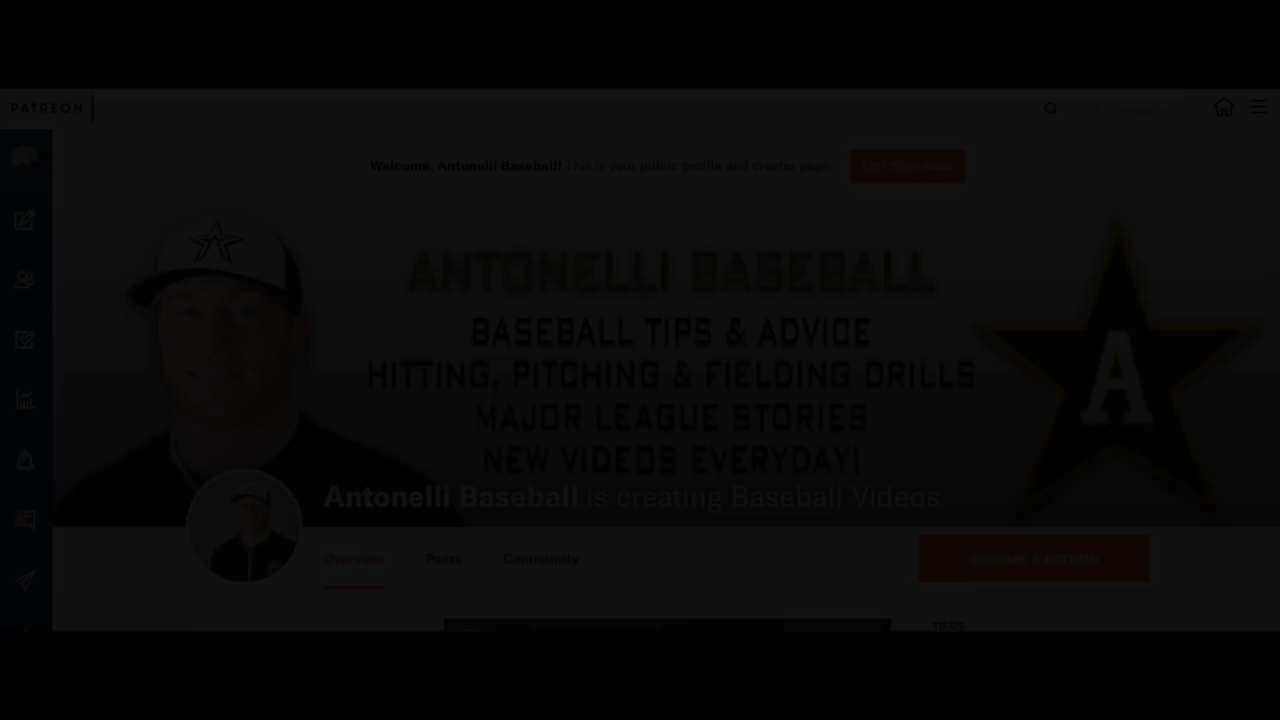 PATREON
Welcome, Antonelli Baseball! This is your public profile and creator page
ANTONELLI BASEBALL
BASEBALL TIPS & ADVICE
HITTING, PITCHING & FIELDING DRILLS
MAJOR LEAGUE STORIES
NEW VIDEOS EVERYDAY!
A
Antonelli Baseball is creating Baseball Videos
Overview Posts Community BECOME A PATRON
TIERS